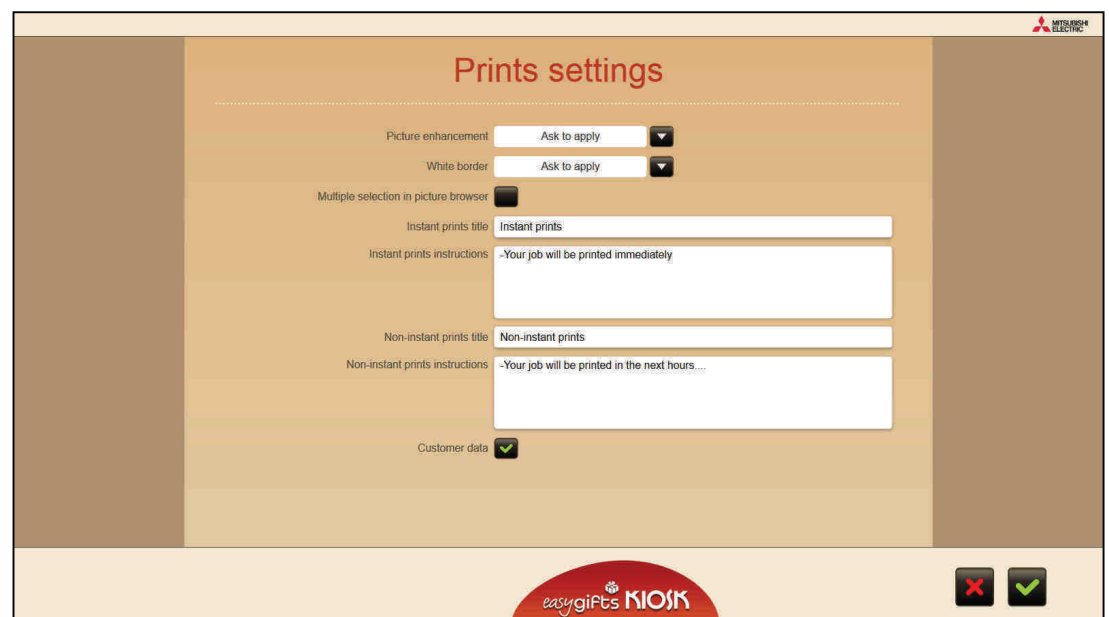 MITSUBISHI
ELECTRIC
Prints settings
Picture enhancement Ask to apply
White border Ask to apply
Multiple selection in picture browser
Instant prints title Instant prints
Instant prints instructions -Your job will be printed immediately
Non-instant prints title Non-instant prints
Non-instant prints instructions -Your job will be printed in the next hours....
Customer data
easygifts KIOSK